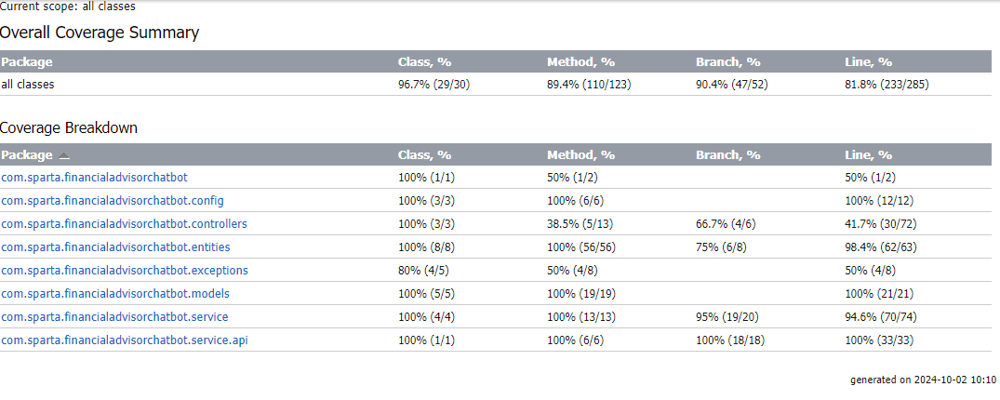 Current scope: all classes
Overall Coverage Summary
Package Class, % Method, % Branch, % Line, %
all classes 96.7% (29/30) 89.4% (110/123) 90.4% (47/52) 81.8% (233/285)
Coverage Breakdown
Package Class, % Method, % Branch, % Line, %
com.sparta.financialadvisorchatbot 100% (1/1) 50% (1/2) 50% (1/2)
com.sparta.financialadvisorchatbot.config 100% (3/3) 100% (6/6) 100% (12/12)
com.sparta.financialadvisorchatbot.controllers 100% (3/3) 38.5% (5/13) 66.7% (4/6) 41.7% (30/72)
com.sparta.financialadvisorchatbot.entities 100% (8/8) 100% (56/56) 75% (6/8) 98.4% (62/63)
com.sparta.financialadvisorchatbot.exceptions 80% (4/5) 50% (4/8) 50% (4/8)
com.sparta.financialadvisorchatbot.models 100% (5/5) 100% (19/19) 100% (21/21)
com.sparta.financialadvisorchatbot.service 100% (4/4) 100% (13/13) 95% (19/20) 94.6% (70/74)
com.sparta.financialadvisorchatbot.service.api 100% (1/1) 100% (6/6) 100% (18/18) 100% (33/33)
generated on 2024-10-02 10:10